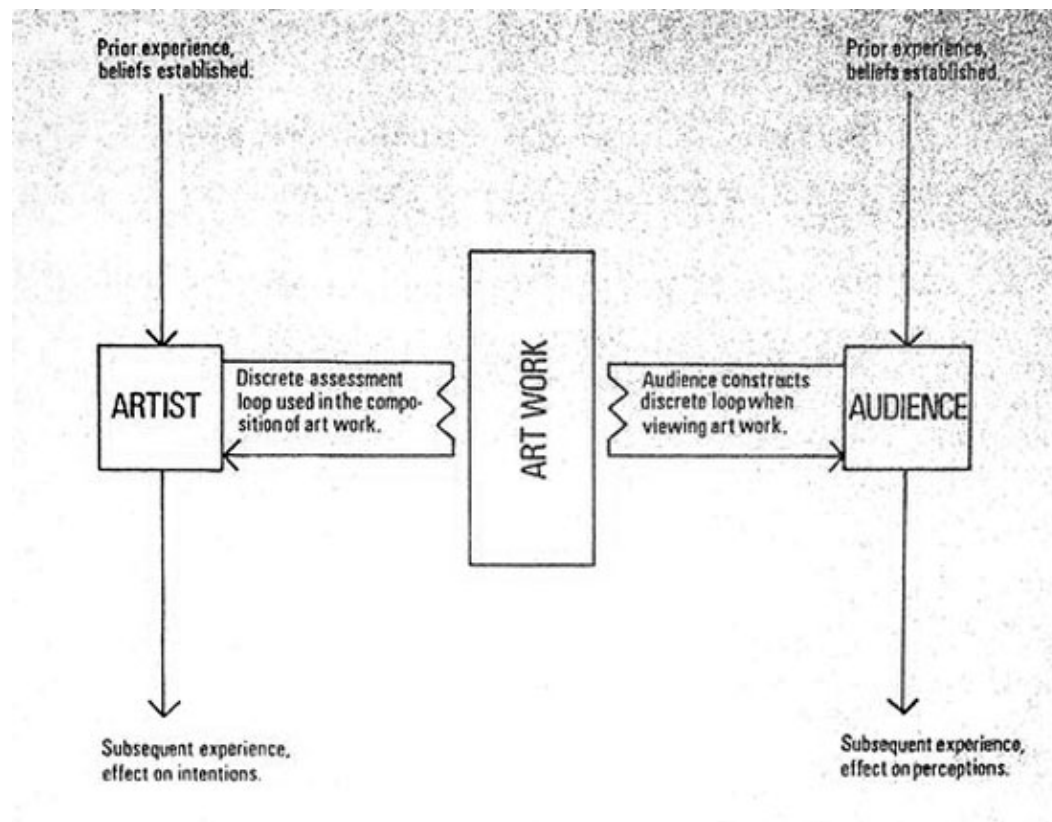 Prior experience,
beliefs established.
Prior experience,
beliefs established.
ARTIST
Discrete assessment
loop used in the compo-
sition of art work.
ART WORK
Audience constructs
discrete loop when
viewing art work.
AUDIENCE
Subsequent experience,
effect on intentions.
Subsequent experience,
effect on perceptions.